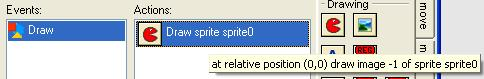 Events:
Actions:
Drawing
Draw
Draw sprite sprite0
move
at relative position (0,0) draw image -1 of sprite sprite0